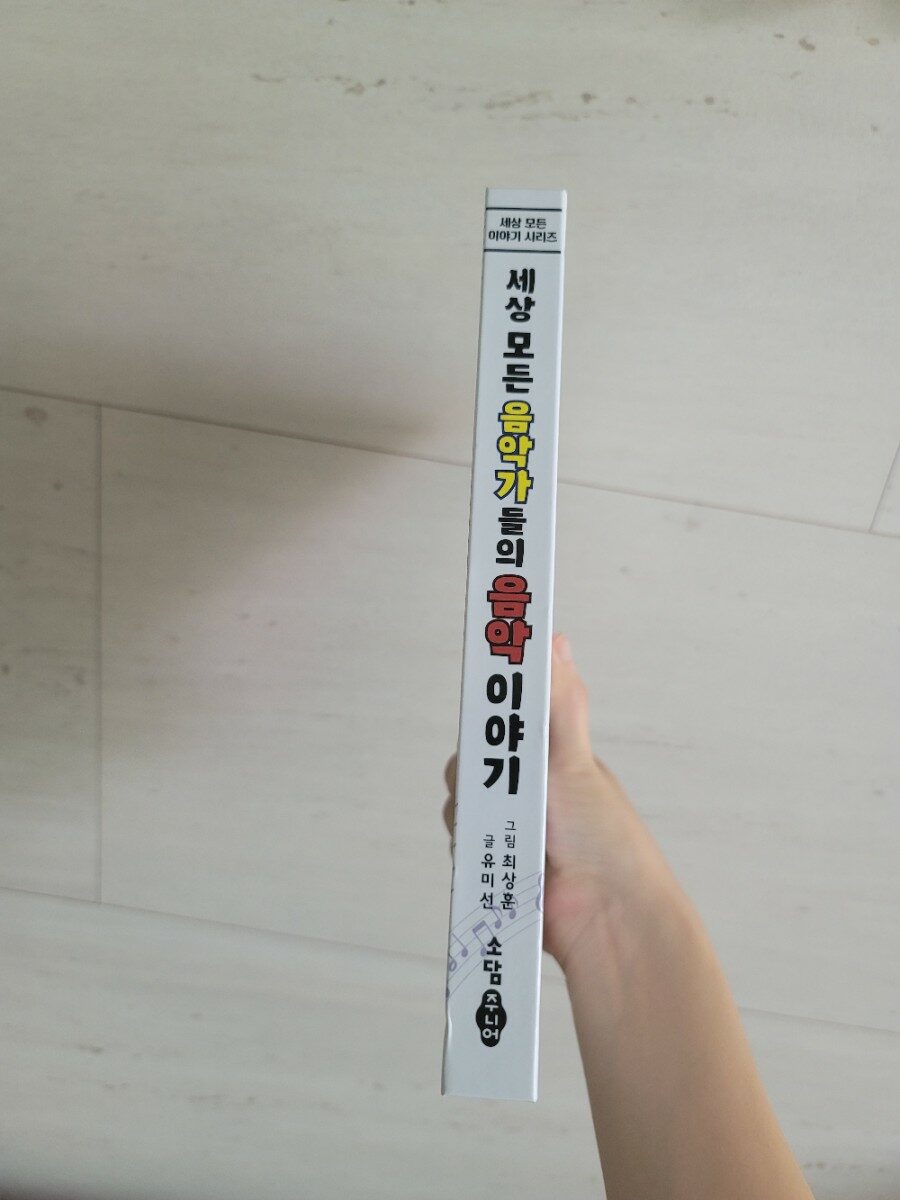 세상 모든
이야기 시리즈
세상 모든 음악가들의 음악 이야기
글 유미선
그림 최상훈
소담
주니어